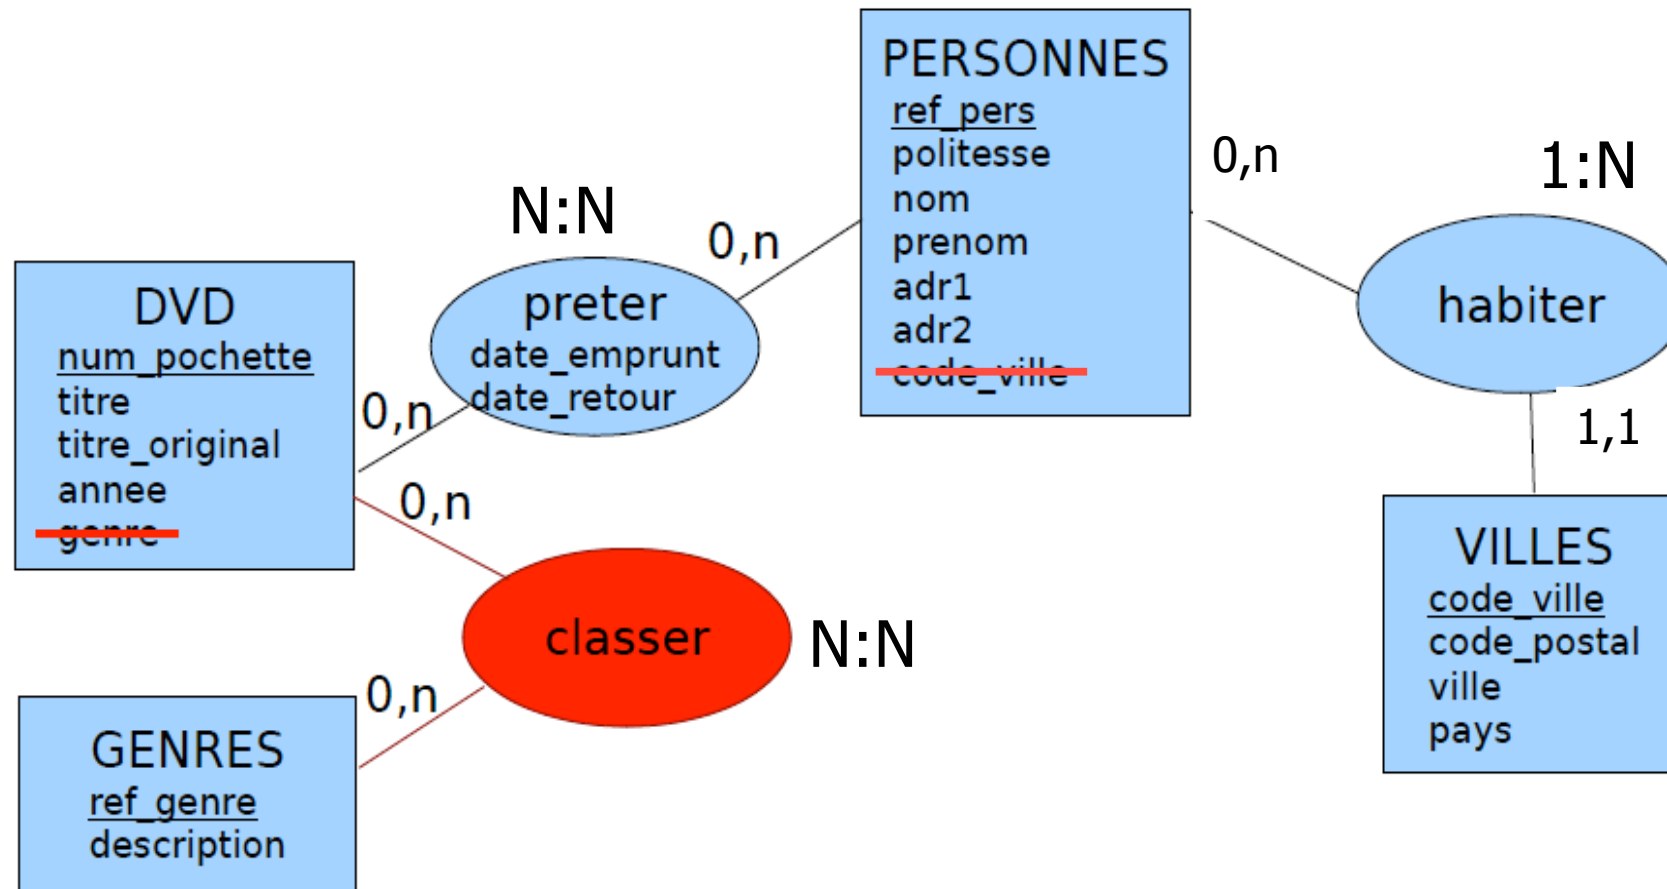 PERSONNES
ref_pers
politesse
nom
prenom
adr1
adr2
code_ville
0,n
1:N
habiter
1,1
VILLES
code_ville
code_postal
ville
pays
N:N
0,n
preter
date_emprunt
date_retour
0,n
DVD
num_pochette
titre
titre_original
annee
genre
0,n
classer
N:N
0,n
GENRES
ref_genre
description